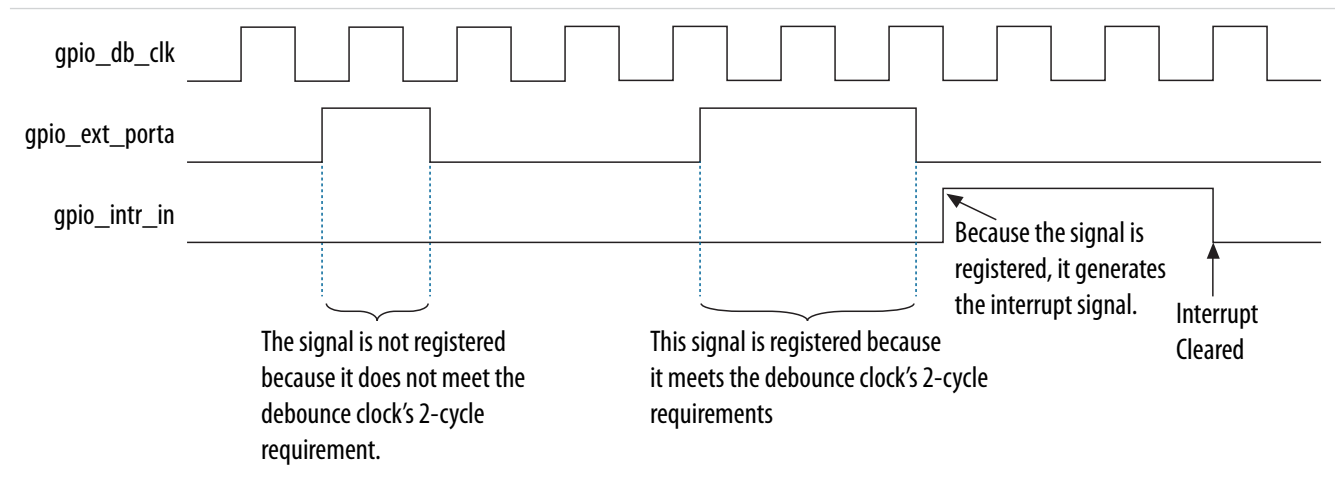 gpio_db_clk
gpio_ext_porta
gpio_intr_in
Because the signal is
registered, it generates
the interrupt signal.
Interrupt
Cleared
The signal is not registered
because it does not meet the
debounce clock’s 2-cycle
requirement.
This signal is registered because
it meets the debounce clock’s 2-cycle
requirements